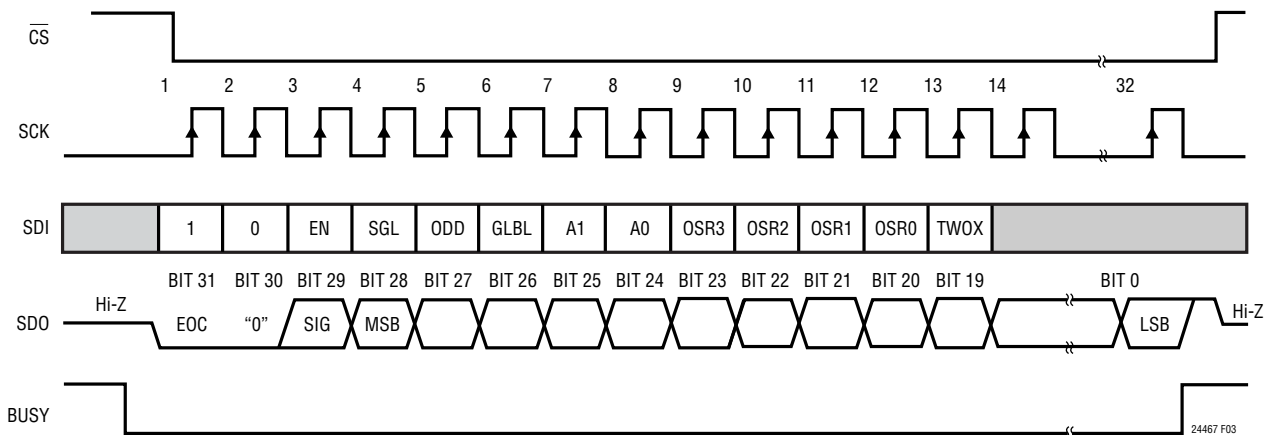 CS
1 2 3 4 5 6 7 8 9 10 11 12 13 14 32
SCK
SDI 1 0 EN SGL ODD GLBL A1 A0 OSR3 OSR2 OSR1 OSR0 TWOX
BIT 31 BIT 30 BIT 29 BIT 28 BIT 27 BIT 26 BIT 25 BIT 24 BIT 23 BIT 22 BIT 21 BIT 20 BIT 19 BIT 0
Hi-Z Hi-Z
SDO EOC “0” SIG MSB LSB
BUSY
24467 F03